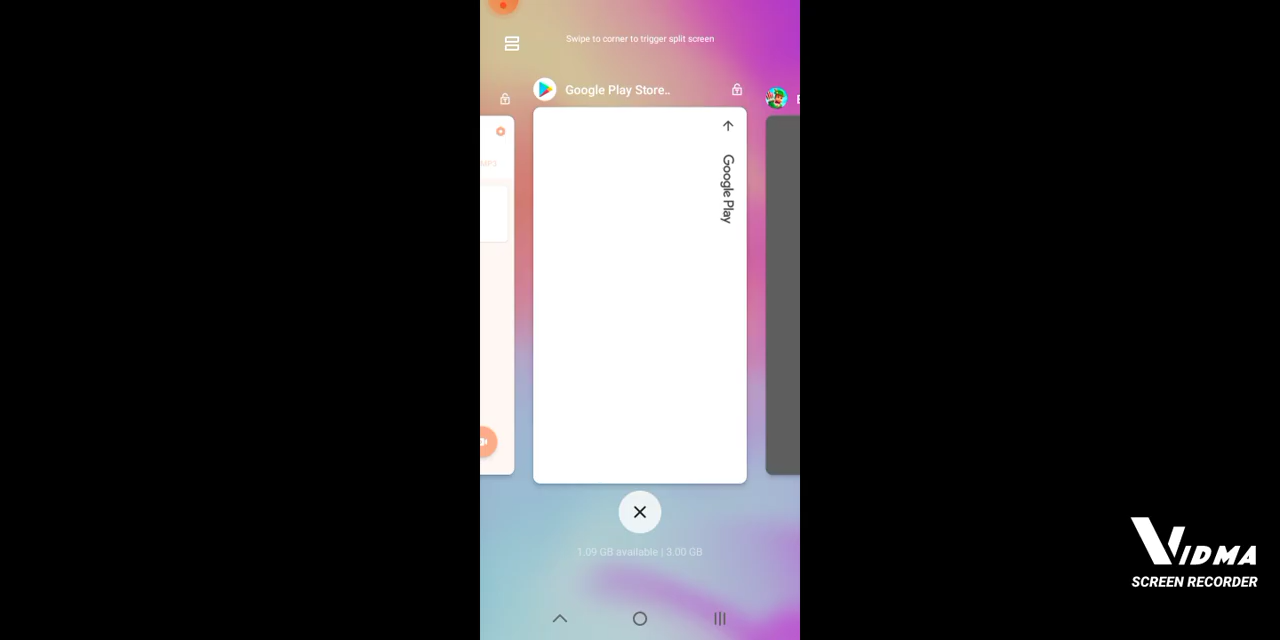 Swipe to corner to trigger split screen
Google Play Store..
MP3
Google Play
1.09 GB available | 3.00 GB
VIDMA
SCREEN RECORDER